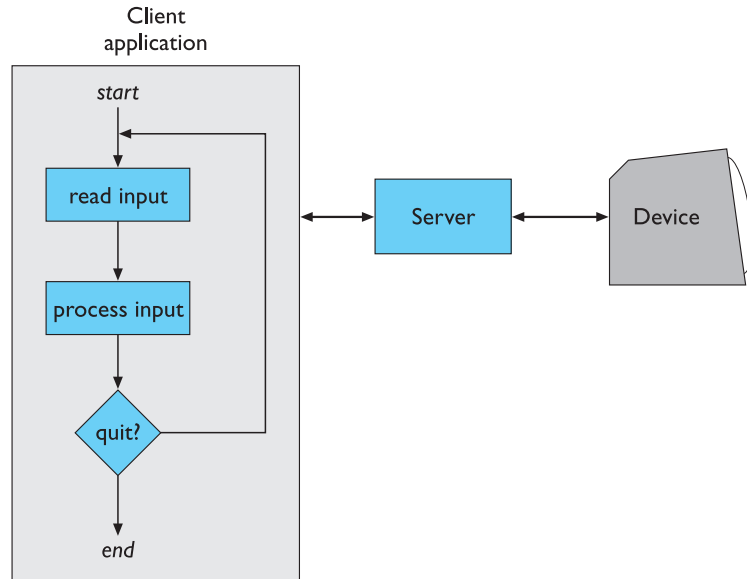 Client
application
start
read input
process input
quit?
end
Server
Device